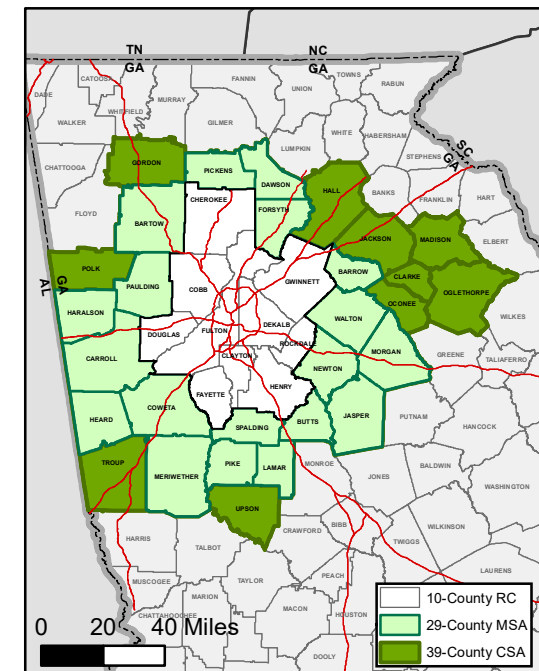 TN
NC
GA
GA
CATOOSA
FANNIN
TOWNS
RABUN
DADE
UNION
WHITFIELD
MURRAY
WALKER
GILMER
WHITE
HABERSHAM
LUMPKIN
STEPHENS
SC
GA
CHATTOOGA
GORDON
PICKENS
DAWSON
HALL
BANKS
FRANKLIN
HART
CHEROKEE
FORSYTH
FLOYD
BARTOW
JACKSON
MADISON
ELBERT
POLK
GWINNETT
BARROW
CLARKE
OGLETHORPE
GA
AL
PAULDING
COBB
OCONEE
HARALSON
WILKES
WALTON
DOUGLAS
FULTON
DEKALB
ROCKDALE
CARROLL
CLAYTON
MORGAN
GREENE
TALIAFERRO
NEWTON
FAYETTE
HENRY
HEARD
COWETA
BUTTS
JASPER
PUTNAM
HANCOCK
SPALDING
TROUP
MERIWETHER
PIKE
LAMAR
MONROE
JONES
BALDWIN
WASHINGTON
UPSON
HARRIS
TALBOT
CRAWFORD
BIBB
TWIGGS
WILKINSON
MUSCOGEE
TAYLOR
PEACH
LAURENS
MARION
CHATTAHOOCHEE
MACON
HOUSTON
DOOLY
0 20 40 Miles
10-County RC
29-County MSA
39-County CSA